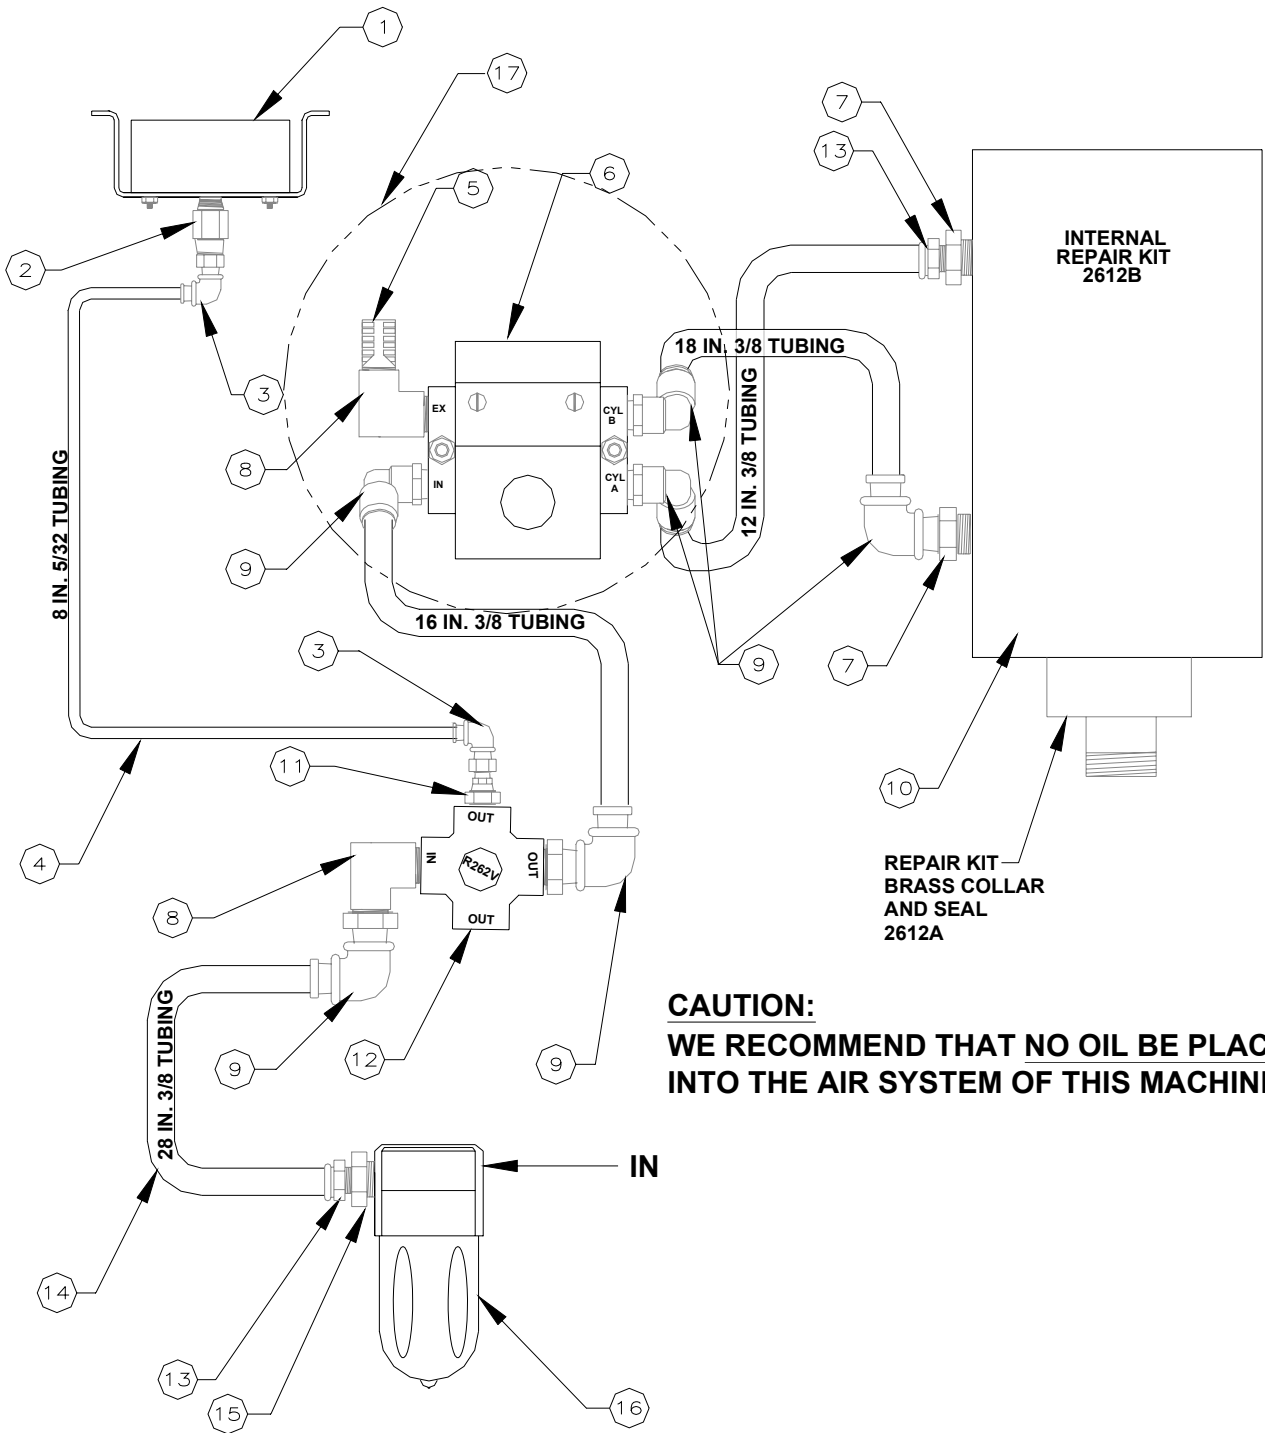 1
17
7
13
6
5
INTERNAL
REPAIR KIT
2612B
2
18 IN. 3/8 TUBING
3
EX
CYL
B
12 IN. 3/8 TUBING
8
IN
CYL
A
9
8 IN. 5/32 TUBING
16 IN. 3/8 TUBING
3
9
7
11
10
OUT
4
IN
R262V
OUT
REPAIR KIT
BRASS COLLAR
AND SEAL
2612A
8
OUT
CAUTION:
WE RECOMMEND THAT NO OIL BE PLAC
INTO THE AIR SYSTEM OF THIS MACHIN
9
12
9
28 IN. 3/8 TUBING
IN
14
13
15
16